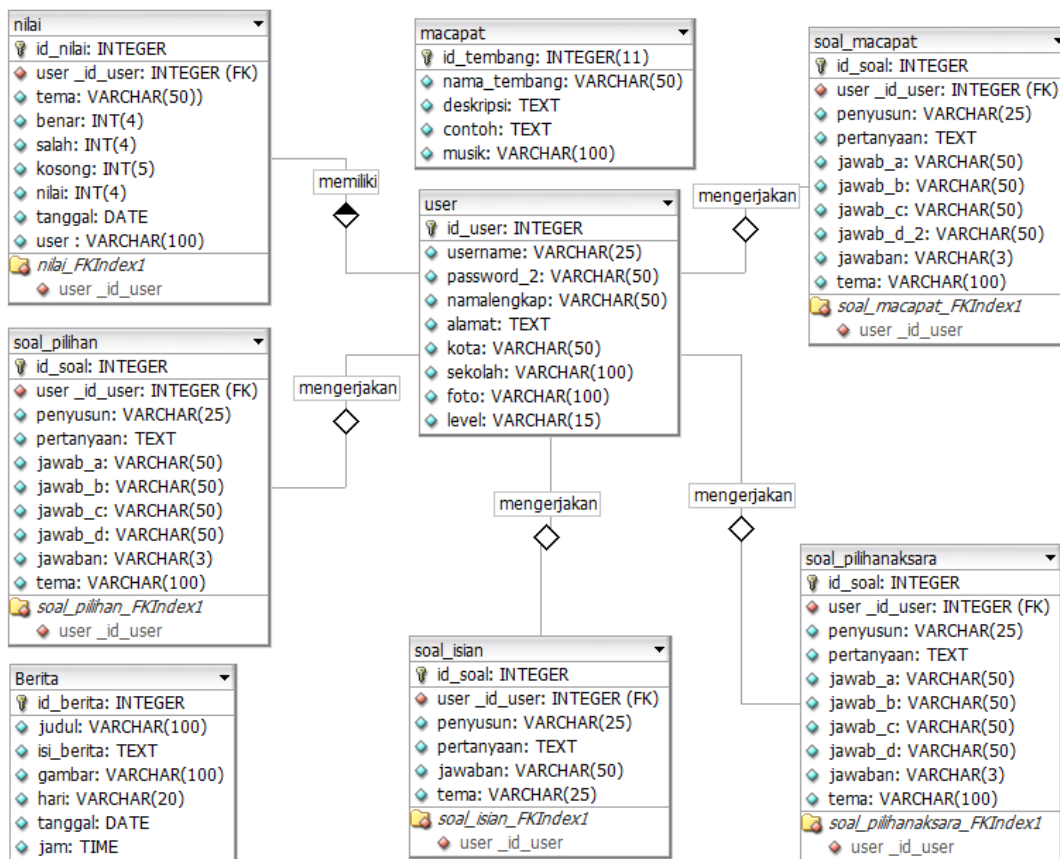 nilai
id_nilai: INTEGER
user _id_user: INTEGER (FK)
tema: VARCHAR(50))
benar: INT(4)
salah: INT(4)
kosong: INT(5)
nilai: INT(4)
tanggal: DATE
user : VARCHAR(100)
nilai_FKIndex1
user _id_user
memiliki
macapat
id_tembang: INTEGER(11)
nama_tembang: VARCHAR(50)
deskripsi: TEXT
contoh: TEXT
musik: VARCHAR(100)
soal_macapat
id_soal: INTEGER
user _id_user: INTEGER (FK)
penyusun: VARCHAR(25)
pertanyaan: TEXT
jawab_a: VARCHAR(50)
jawab_b: VARCHAR(50)
jawab_c: VARCHAR(50)
jawab_d_2: VARCHAR(50)
jawaban: VARCHAR(3)
tema: VARCHAR(100)
soal_macapat_FKIndex1
user _id_user
mengerjakan
user
id_user: INTEGER
username: VARCHAR(25)
password_2: VARCHAR(50)
namalengkap: VARCHAR(50)
alamat: TEXT
kota: VARCHAR(50)
sekolah: VARCHAR(100)
foto: VARCHAR(100)
level: VARCHAR(15)
soal_pilihan
id_soal: INTEGER
user _id_user: INTEGER (FK)
penyusun: VARCHAR(25)
pertanyaan: TEXT
jawab_a: VARCHAR(50)
jawab_b: VARCHAR(50)
jawab_c: VARCHAR(50)
jawab_d: VARCHAR(50)
jawaban: VARCHAR(3)
tema: VARCHAR(100)
soal_pilihan_FKIndex1
user _id_user
mengerjakan
mengerjakan
mengerjakan
Berita
id_berita: INTEGER
judul: VARCHAR(100)
isi_berita: TEXT
gambar: VARCHAR(100)
hari: VARCHAR(20)
tanggal: DATE
jam: TIME
soal_isian
id_soal: INTEGER
user _id_user: INTEGER (FK)
penyusun: VARCHAR(25)
pertanyaan: TEXT
jawaban: VARCHAR(50)
tema: VARCHAR(25)
soal_isian_FKIndex1
user _id_user
soal_pilihanaksara
id_soal: INTEGER
user _id_user: INTEGER (FK)
penyusun: VARCHAR(25)
pertanyaan: TEXT
jawab_a: VARCHAR(50)
jawab_b: VARCHAR(50)
jawab_c: VARCHAR(50)
jawab_d: VARCHAR(50)
jawaban: VARCHAR(3)
tema: VARCHAR(100)
soal_pilihanaksara_FKIndex1
user _id_user